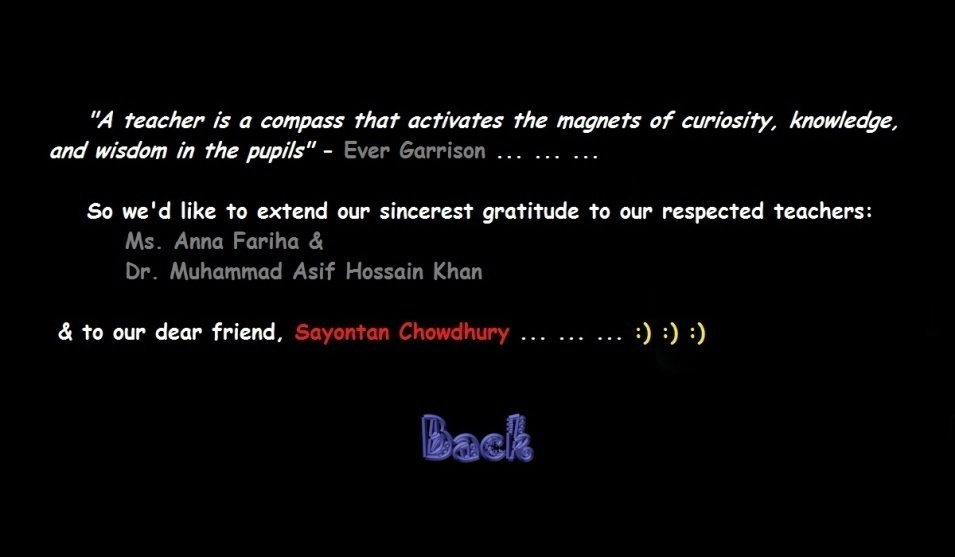 "A teacher is a compass that activates the magnets of curiosity, knowledge,
and wisdom in the pupils" - Ever Garrison ... ... ...
So we'd like to extend our sincerest gratitude to our respected teachers:
Ms. Anna Fariha &
Dr. Muhammad Asif Hossain Khan
& to our dear friend, Sayontan Chowdhury ... ... ... :) :) :)
Back